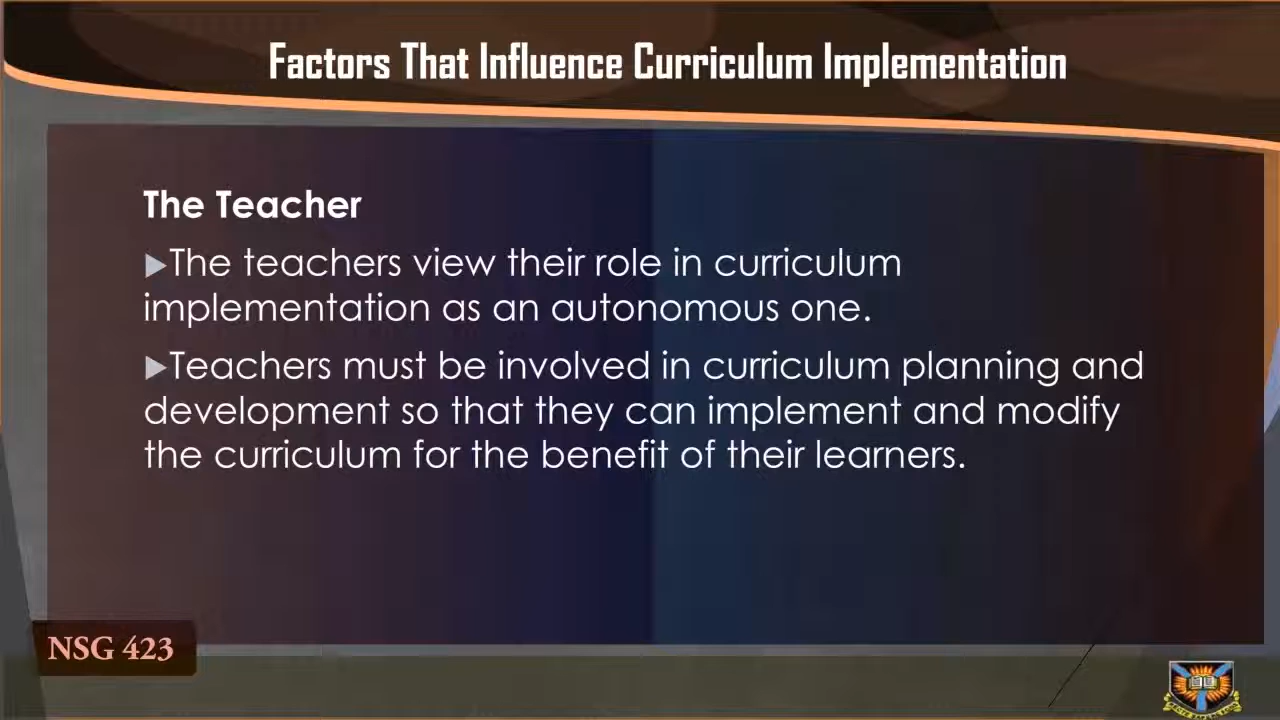 Factors That Influence Curriculum Implementation
The Teacher
▶The teachers view their role in curriculum
implementation as an autonomous one.
▶Teachers must be involved in curriculum planning and
development so that they can implement and modify
the curriculum for the benefit of their learners.
NSG 423